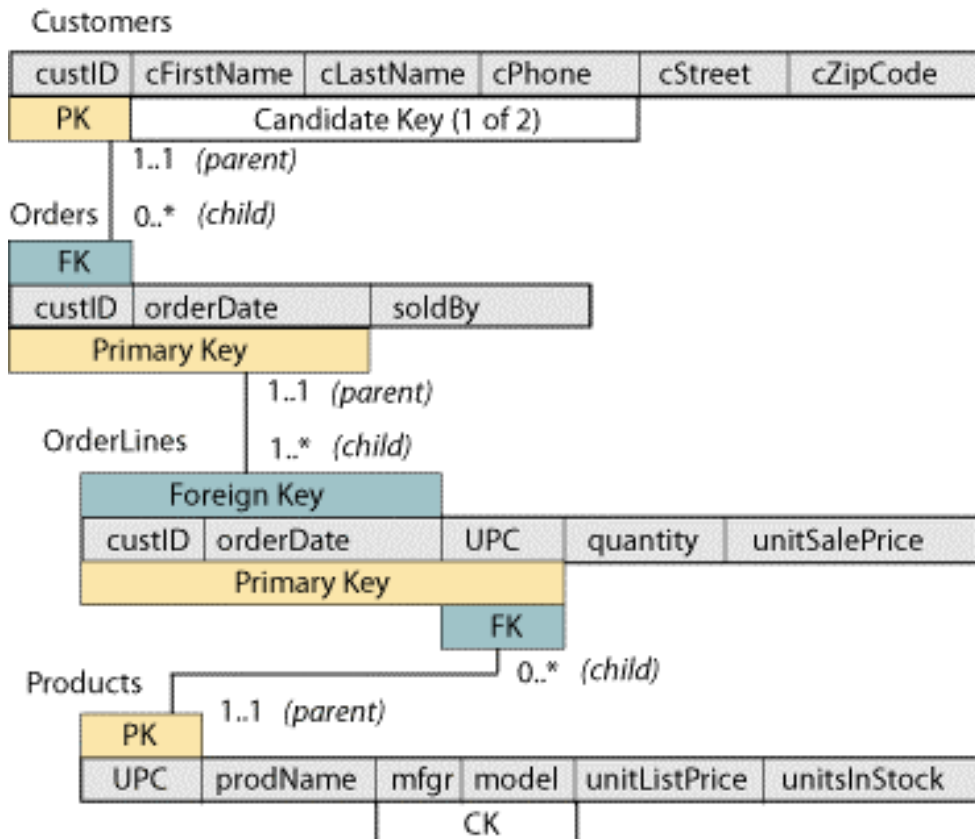 Customers
custID cFirstName cLastName cPhone cStreet cZipCode
PK Candidate Key (1 of 2)
1..1 (parent)
Orders 0..* (child)
FK
custID orderDate soldBy
Primary Key
1..1 (parent)
OrderLines 1..* (child)
Foreign Key
custID orderDate UPC quantity unitSalePrice
Primary Key
FK
0..* (child)
Products
1..1 (parent)
PK
UPC prodName mfgr model unitListPrice unitsInStock
CK